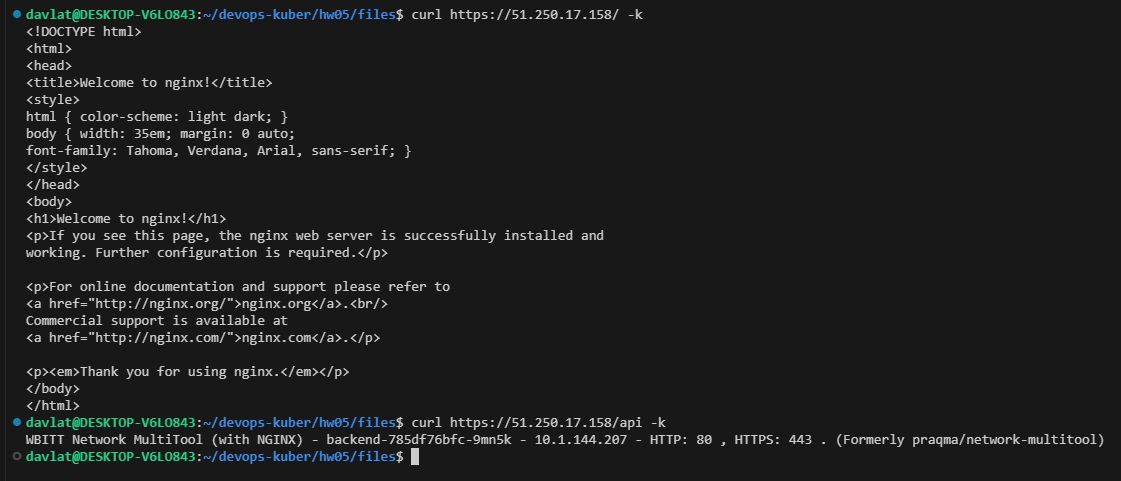 davlat@DESKTOP-V6LO843:~/devops-kuber/hw05/files$ curl https://51.250.17.158/ -k
<!DOCTYPE html>
<html>
<head>
<title>Welcome to nginx!</title>
<style>
html { color-scheme: light dark; }
body { width: 35em; margin: 0 auto;
font-family: Tahoma, Verdana, Arial, sans-serif; }
</style>
</head>
<body>
<h1>Welcome to nginx!</h1>
<p>If you see this page, the nginx web server is successfully installed and
working. Further configuration is required.</p>

<p>For online documentation and support please refer to
<a href="http://nginx.org/">nginx.org</a>.<br/>
Commercial support is available at
<a href="http://nginx.com/">nginx.com</a>.</p>

<p><em>Thank you for using nginx.</em></p>
</body>
</html>
davlat@DESKTOP-V6LO843:~/devops-kuber/hw05/files$ curl https://51.250.17.158/api -k
WBITT Network MultiTool (with NGINX) - backend-785df76bfc-9mn5k - 10.1.144.207 - HTTP: 80 , HTTPS: 443 . (Formerly praqma/network-multitool)
davlat@DESKTOP-V6LO843:~/devops-kuber/hw05/files$